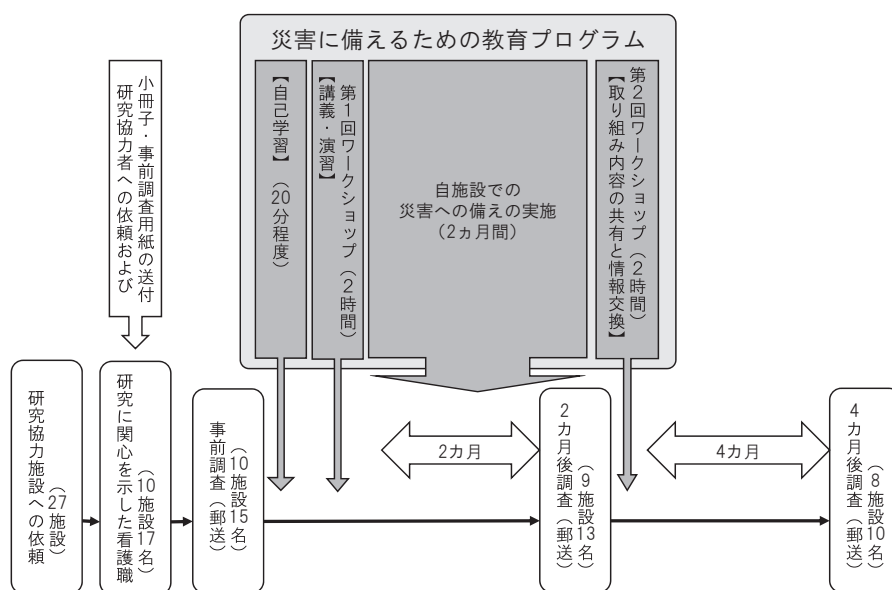 災害に備えるための教育プログラム
研究協力者への依頼および
小冊子・事前調査用紙の送付
【自己学習】（20分程度）
第1回ワークショップ（2時間）
【講義・演習】
自施設での
災害への備えの実施
（2ヵ月間）
第2回ワークショップ（2時間）
【取り組み内容の共有と情報交換】
研究協力施設への依頼
（27施設）
研究に関心を示した看護職
（10施設17名）
事前調査（郵送）
（10施設15名）
2カ月
2カ月後調査（郵送）
（9施設13名）
4カ月
4カ月後調査（郵送）
（8施設10名）